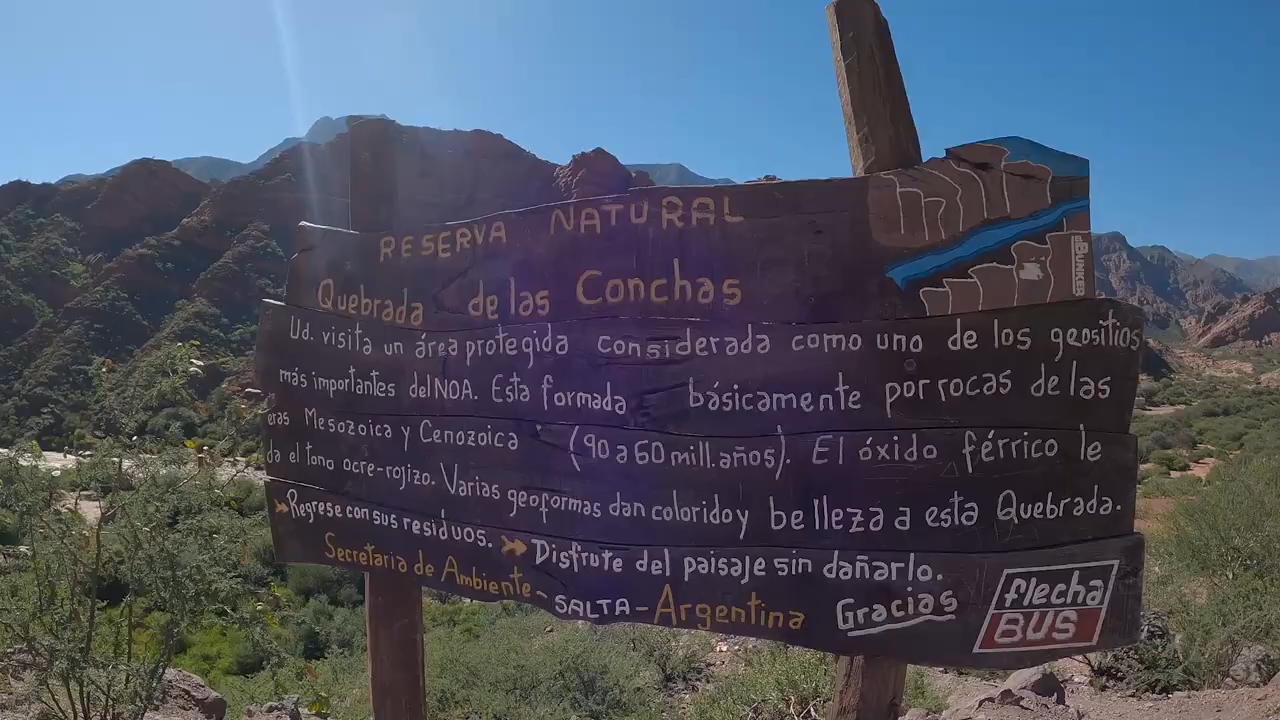 RESERVA NATURAL
Quebrada de las Conchas
Ud. visita un área protegida considerada como uno de los geositios
más importantes del NOA. Esta formada básicamente por rocas de las
eras Mesozoica y Cenozoica (90 a 60 mill. años). El óxido férrico le
da el tono ocre-rojizo. Varias geoformas dan colorido y belleza a esta Quebrada.
Regrese con sus residuos. Disfrute del paisaje sin dañarlo.
Secretaria de Ambiente - SALTA - Argentina Gracias
flecha
BUS
el BUNKER